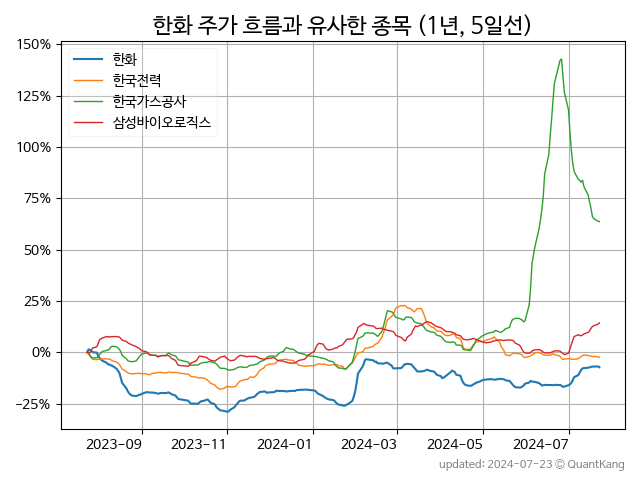 한화 주가 흐름과 유사한 종목 (1년, 5일선)
150%
125%
100%
75%
50%
25%
0%
−25%
한화
한국전력
한국가스공사
삼성바이오로직스
2023-09 2023-11 2024-01 2024-03 2024-05 2024-07
updated: 2024-07-23 © QuantKang